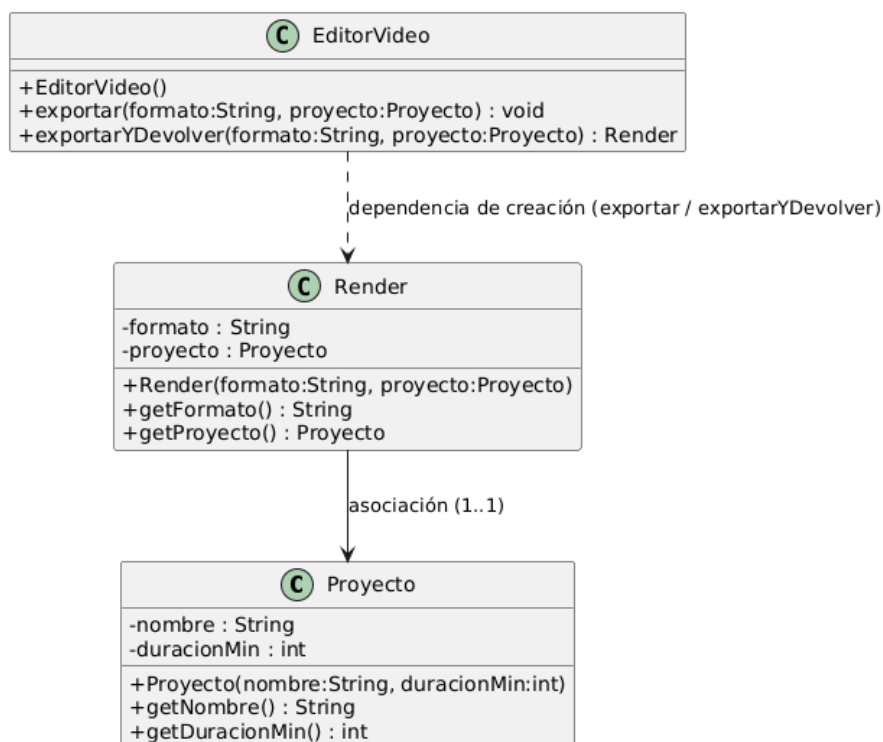 C EditorVideo
+EditorVideo()
+exportar(formato:String, proyecto:Proyecto) : void
+exportarYDevolver(formato:String, proyecto:Proyecto) : Render
dependencia de creación (exportar / exportarYDevolver)
C Render
-formato : String
-proyecto : Proyecto
+Render(formato:String, proyecto:Proyecto)
+getFormato() : String
+getProyecto() : Proyecto
asociación (1..1)
C Proyecto
-nombre : String
-duracionMin : int
+Proyecto(nombre:String, duracionMin:int)
+getNombre() : String
+getDuracionMin() : int